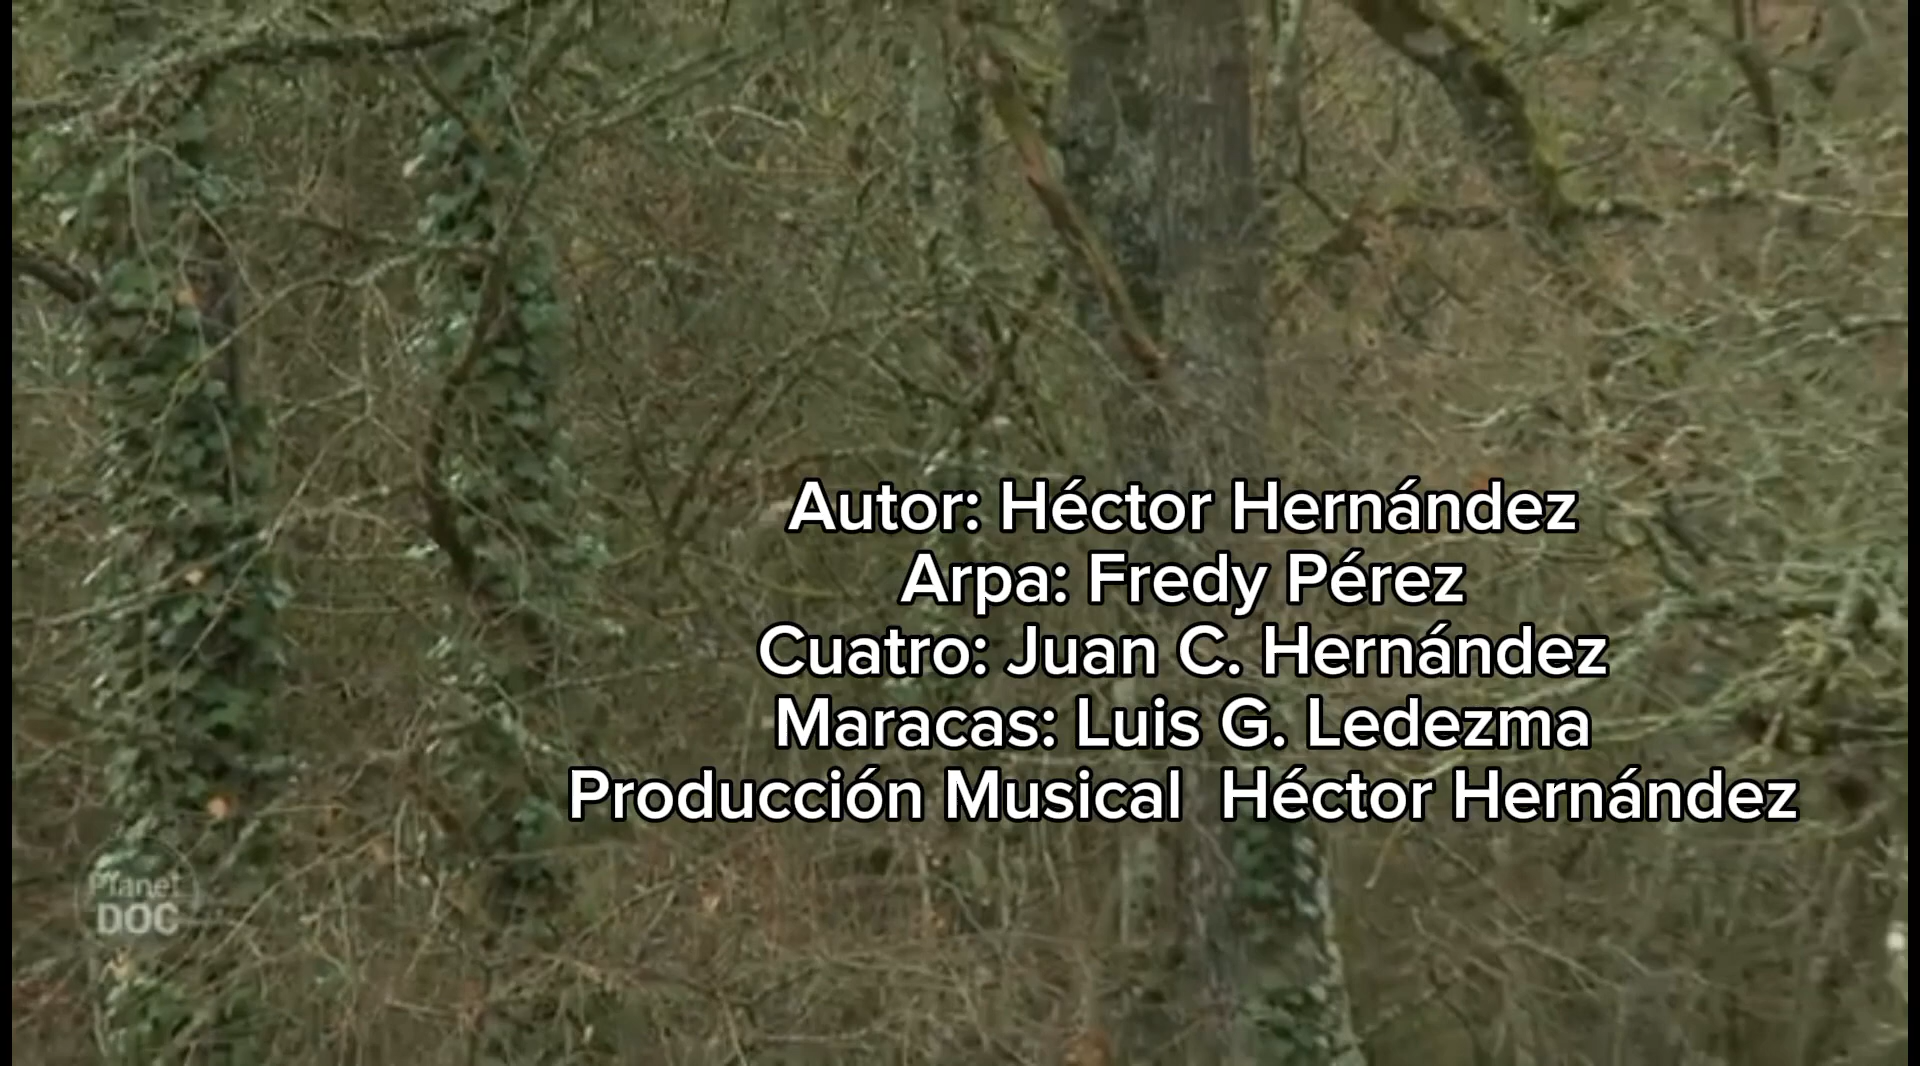 Autor: Héctor Hernández
Arpa: Fredy Pérez
Cuatro: Juan C. Hernández
Maracas: Luis G. Ledezma
Producción Musical  Héctor Hernández
Planet
DOC